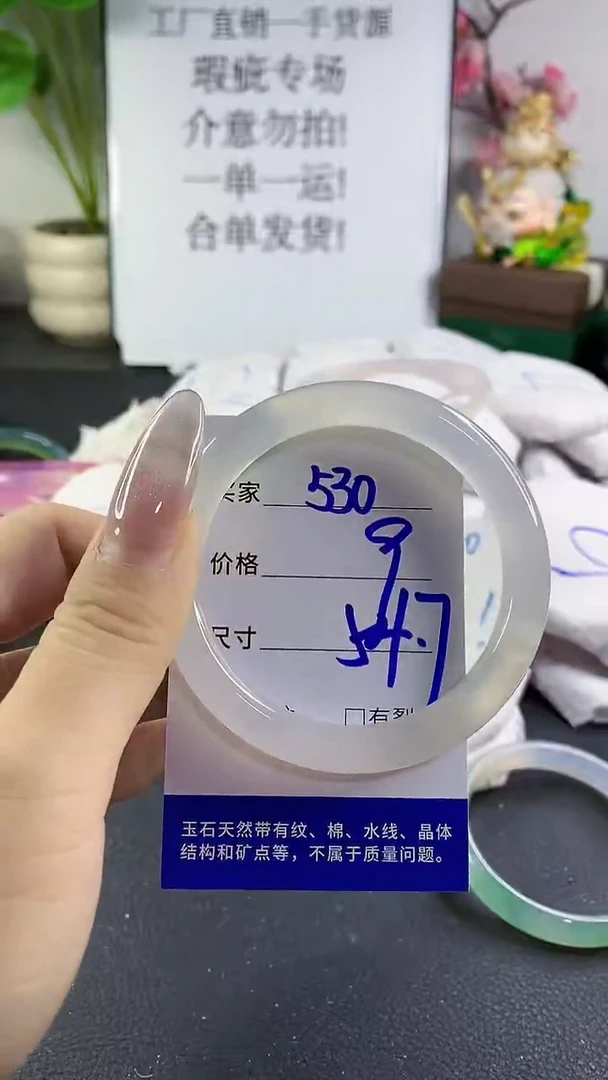 工厂直销一手货源
瑕疵专场
介意勿拍!
一单一运!
合单发货!
买家 530
价格 9
尺寸 54.7
口有裂
玉石天然带有纹、棉、水线、晶体
结构和矿点等，不属于质量问题。